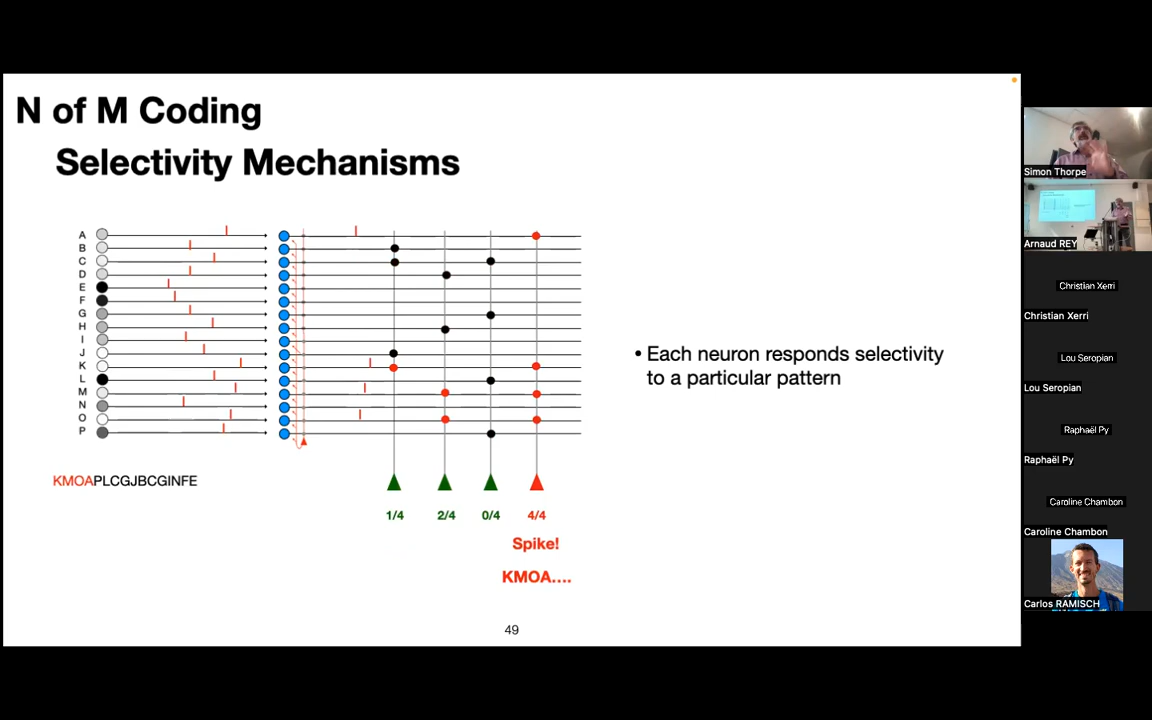 N of M Coding
Selectivity Mechanisms
A
B
C
D
E
F
G
H
I
J
K
L
M
N
O
P
KMOAPLCGJBCGINFE
1/4
2/4
0/4
4/4
Spike!
KMOA....
• Each neuron responds selectivity
to a particular pattern
49
Simon Thorpe
Arnaud REY
Christian Xerri
Christian Xerri
Lou Seropian
Lou Seropian
Raphaël Py
Raphaël Py
Caroline Chambon
Caroline Chambon
Carlos RAMISCH